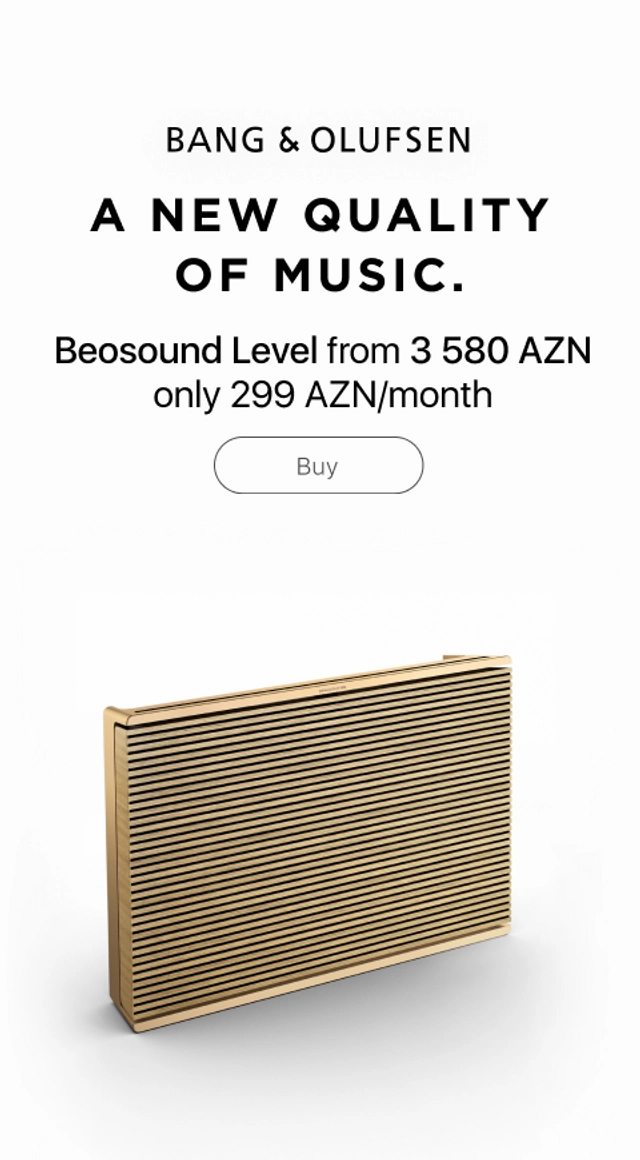 BANG & OLUFSEN
A NEW QUALITY
OF MUSIC.
Beosound Level from 3 580 AZN
only 299 AZN/month
Buy